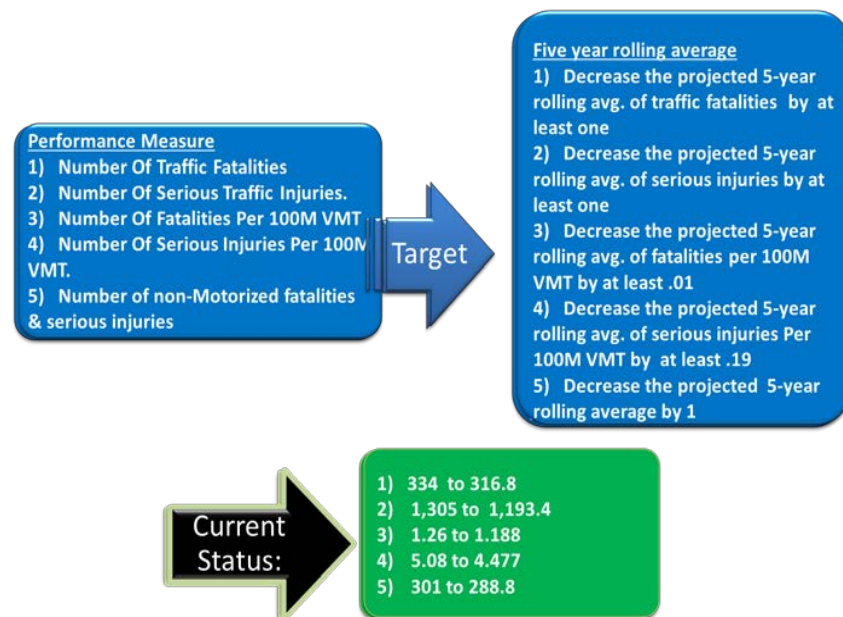 Performance Measure
1) Number Of Traffic Fatalities
2) Number Of Serious Traffic Injuries.
3) Number Of Fatalities Per 100M VMT
4) Number Of Serious Injuries Per 100M
VMT.
5) Number of non-Motorized fatalities
& serious injuries
Target
Five year rolling average
1) Decrease the projected 5-year
rolling avg. of traffic fatalities by at
least one
2) Decrease the projected 5-year
rolling avg. of serious injuries by at
least one
3) Decrease the projected 5-year
rolling avg. of fatalities per 100M
VMT by at least .01
4) Decrease the projected 5-year
rolling avg. of serious injuries Per
100M VMT by at least .19
5) Decrease the projected 5-year
rolling average by 1
Current
Status:
1) 334 to 316.8
2) 1,305 to 1,193.4
3) 1.26 to 1.188
4) 5.08 to 4.477
5) 301 to 288.8